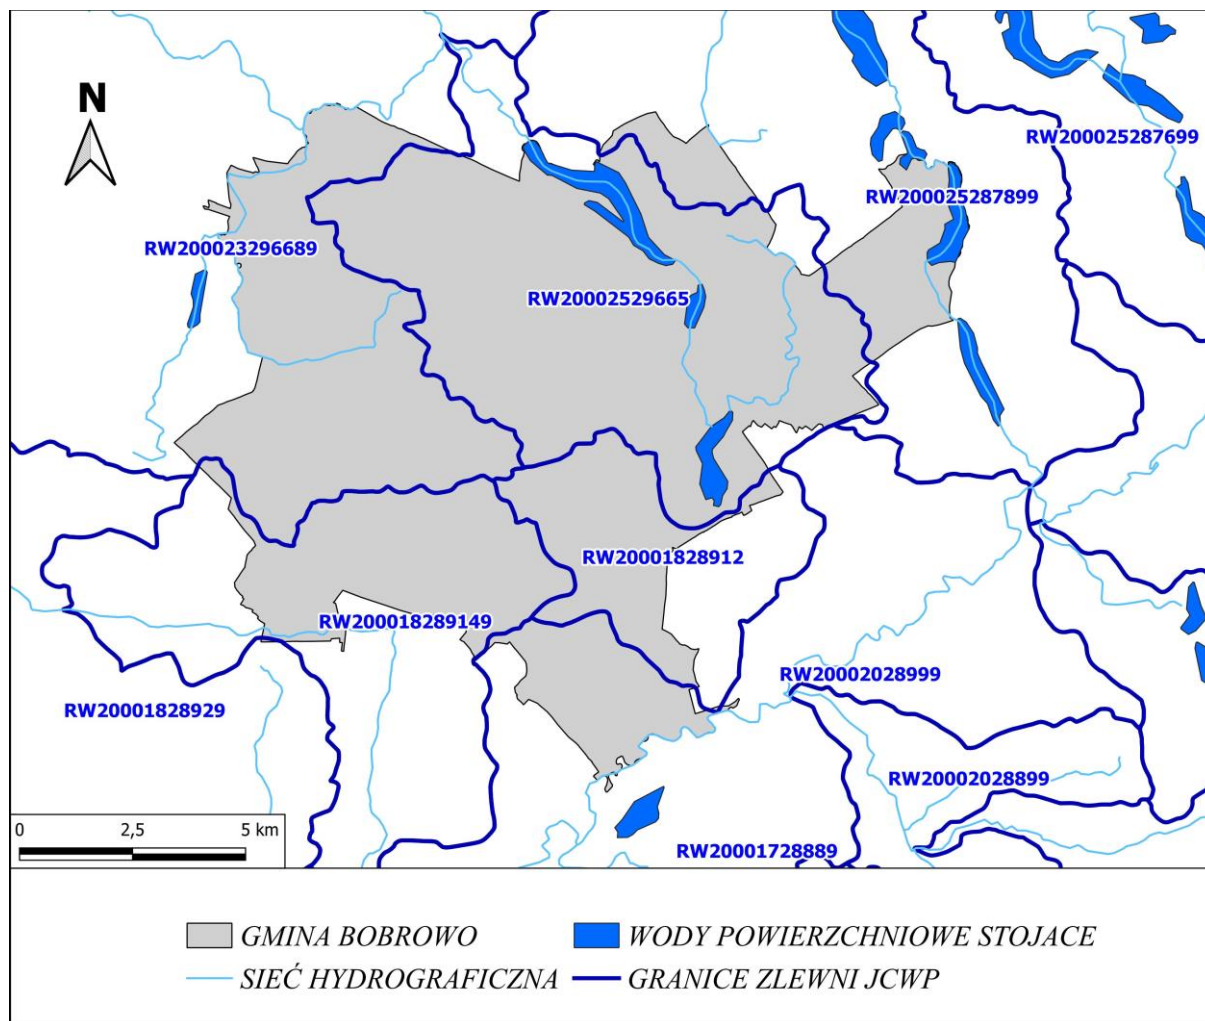 N
RW200025287699
RW200025287899
RW200023296689
RW20002529665
RW20001828912
RW200018289149
RW20002028999
RW20001828929
RW20002028899
RW20001728889
0 2,5 5 km
GMINA BOBROWO WODY POWIERZCHNIOWE STOJACE
SIEĆ HYDROGRAFICZNA GRANICE ZLEWNI JCWP